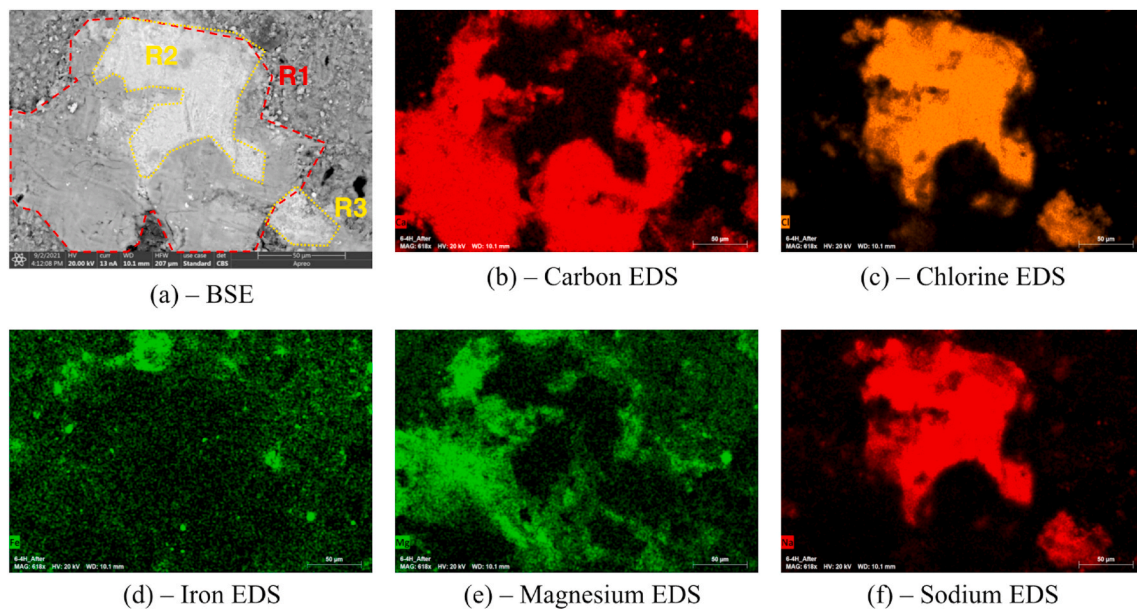 R2
R1
R3
9/2/2021 HV curr WD HFW use case det
4:12:08 PM 20.00 kV 13 nA 10.1 mm 207 µm Standard CBS
50 µm
Apreo
(a) – BSE
6-4H_After
MAG: 618x HV: 20 kV WD: 10.1 mm
50 µm
(b) – Carbon EDS
Cl
6-4H_After
MAG: 618x HV: 20 kV WD: 10.1 mm
50 µm
(c) – Chlorine EDS
Fe
6-4H_After
MAG: 618x HV: 20 kV WD: 10.1 mm
50 µm
(d) – Iron EDS
Mg
6-4H_After
MAG: 618x HV: 20 kV WD: 10.1 mm
50 µm
(e) – Magnesium EDS
Na
6-4H_After
MAG: 618x HV: 20 kV WD: 10.1 mm
50 µm
(f) – Sodium EDS